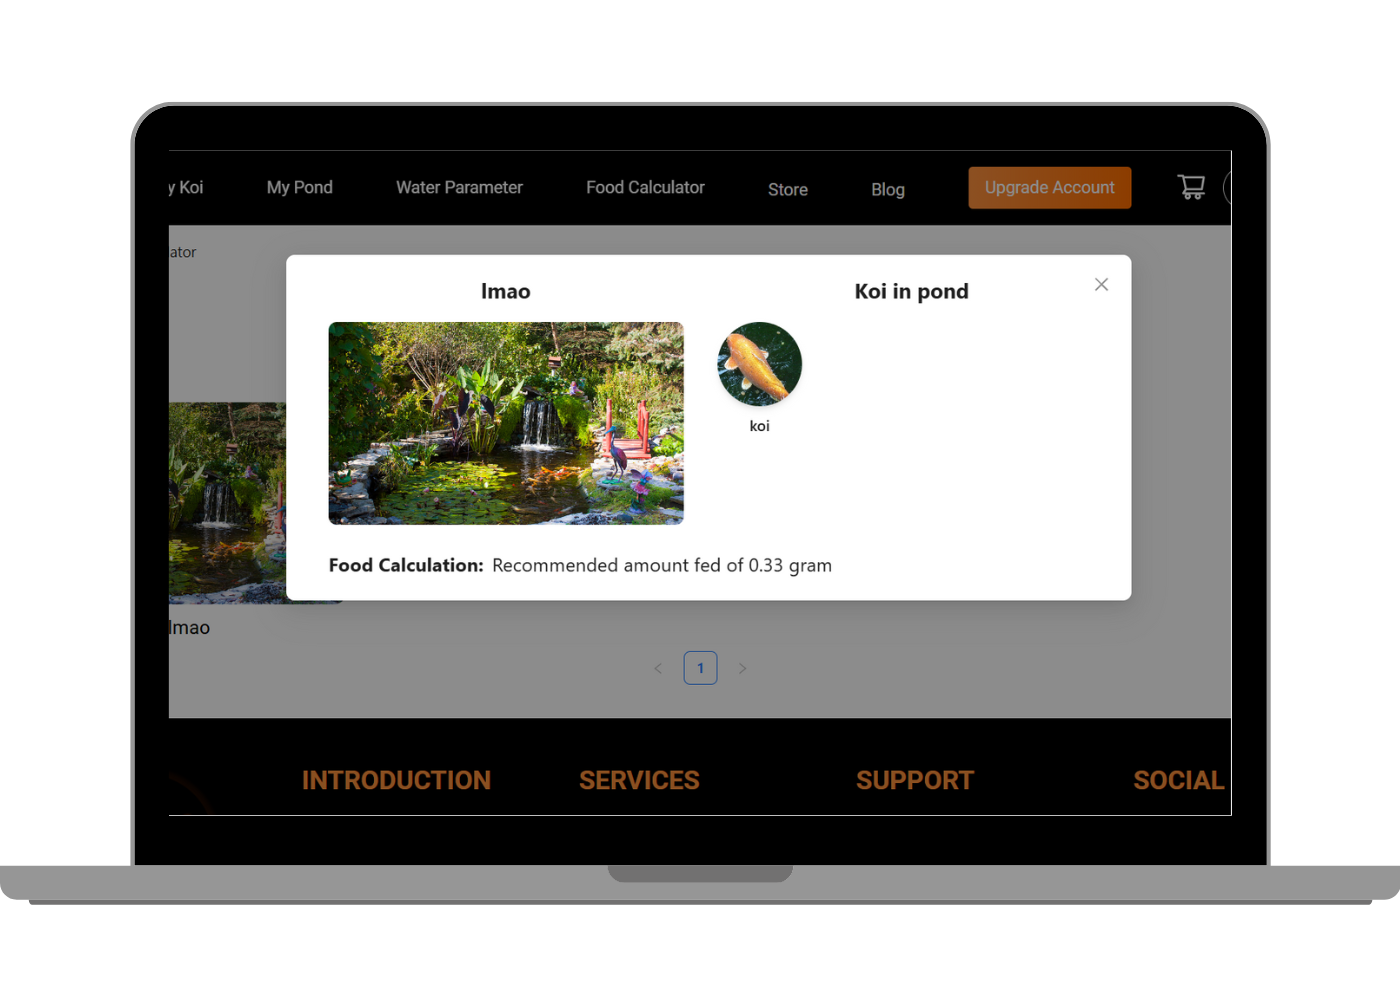 y Koi
My Pond
Water Parameter
Food Calculator
Store
Blog
Upgrade Account
ator
lmao
Koi in pond
koi
Food Calculation: Recommended amount fed of 0.33 gram
lmao
1
INTRODUCTION
SERVICES
SUPPORT
SOCIAL